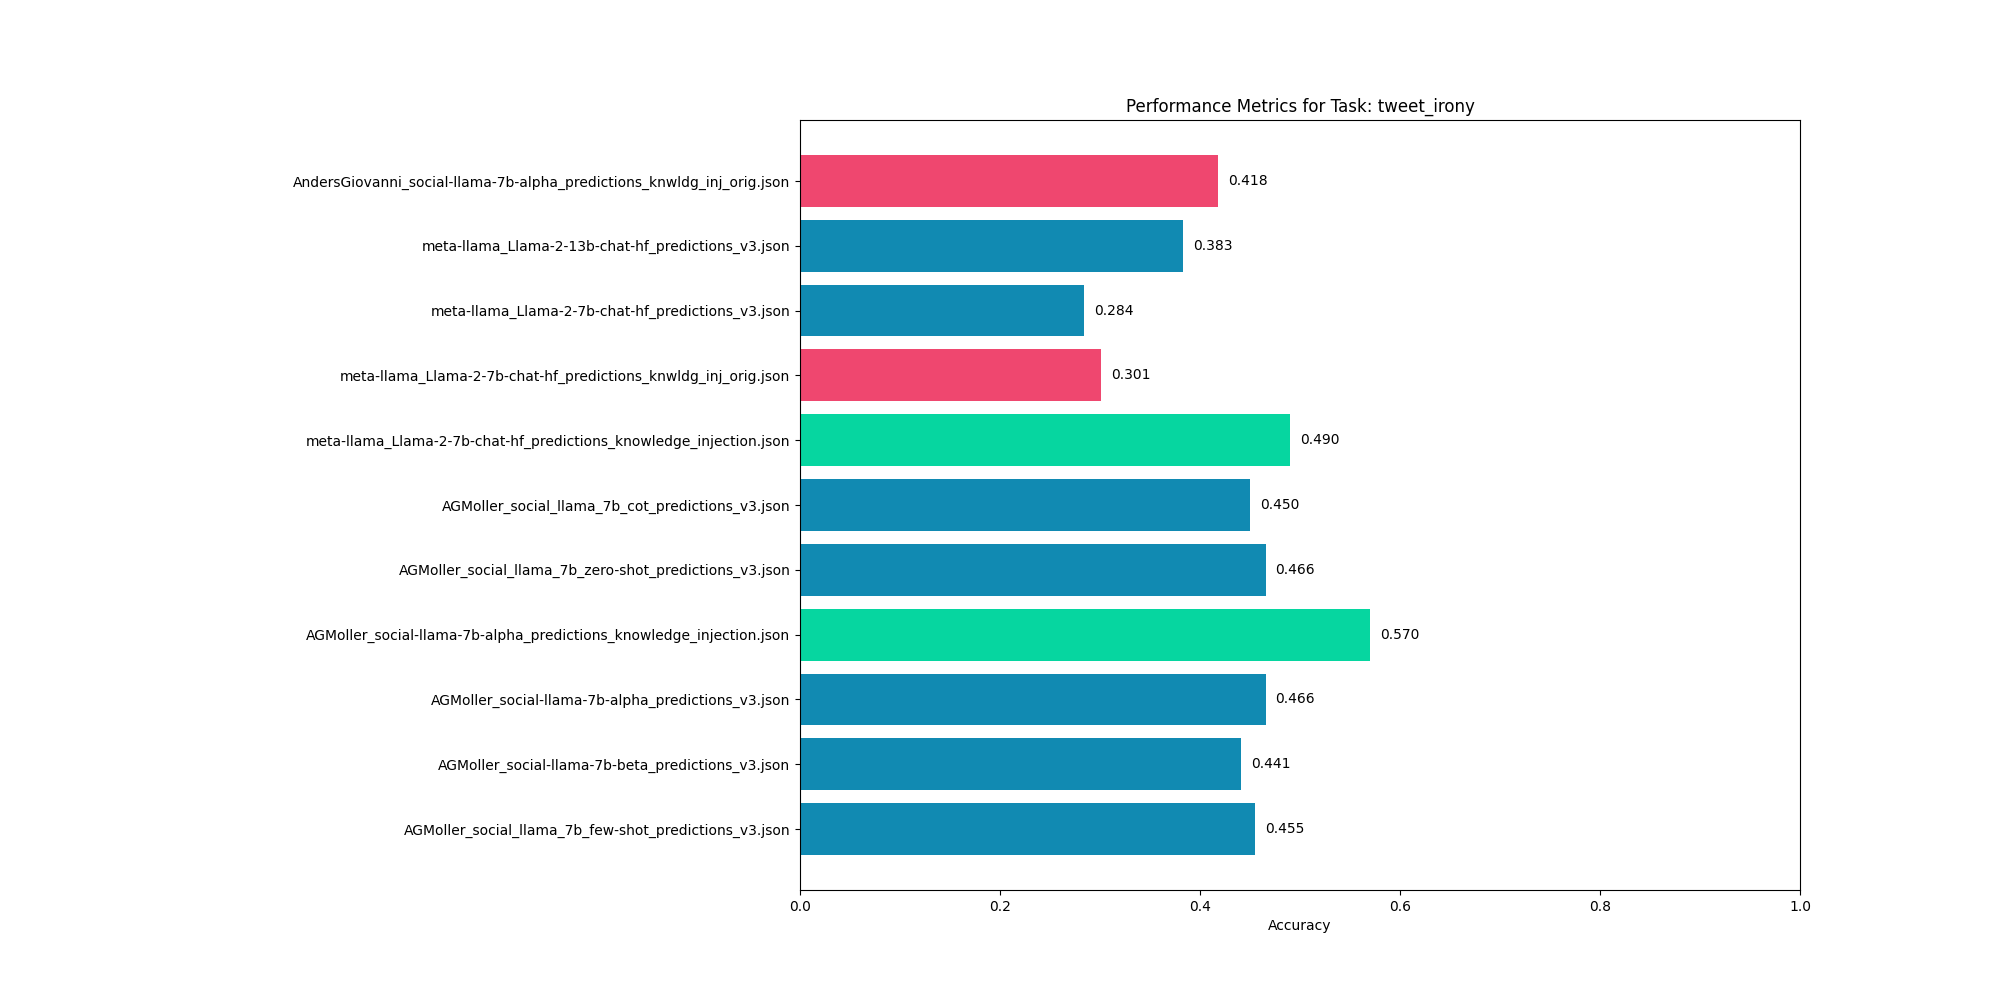 Performance Metrics for Task: tweet_irony
AndersGiovanni_social-llama-7b-alpha_predictions_knwldg_inj_orig.json
0.418
meta-llama_Llama-2-13b-chat-hf_predictions_v3.json
0.383
meta-llama_Llama-2-7b-chat-hf_predictions_v3.json
0.284
meta-llama_Llama-2-7b-chat-hf_predictions_knwldg_inj_orig.json
0.301
meta-llama_Llama-2-7b-chat-hf_predictions_knowledge_injection.json
0.490
AGMoller_social_llama_7b_cot_predictions_v3.json
0.450
AGMoller_social_llama_7b_zero-shot_predictions_v3.json
0.466
AGMoller_social-llama-7b-alpha_predictions_knowledge_injection.json
0.570
AGMoller_social-llama-7b-alpha_predictions_v3.json
0.466
AGMoller_social-llama-7b-beta_predictions_v3.json
0.441
AGMoller_social_llama_7b_few-shot_predictions_v3.json
0.455
0.0 0.2 0.4 0.6 0.8 1.0
Accuracy